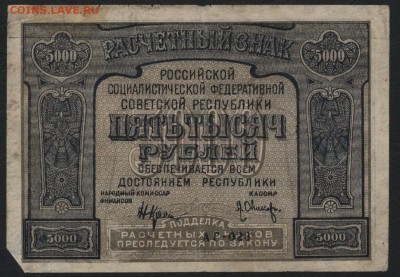 COINS.LAVE.RU
5000 РАСЧЕТНЫЙ ЗНАК 5000
РОССИЙСКОЙ
СОЦИАЛИСТИЧЕСКОЙ ФЕДЕРАТИВНОЙ
СОВЕТСКОЙ РЕСПУБЛИКИ
ПЯТЬ ТЫСЯЧ
РУБЛЕЙ
ОБЕСПЕЧИВАЕТСЯ ВСЕМ
ДОСТОЯНИЕМ РЕСПУБЛИКИ
НАРОДНЫЙ КОМИССАР
ФИНАНСОВ
КАССИР
ПОДДЕЛКА
5000 РАСЧЕТНЫХ ЗНАКОВ 5000
ПРЕСЛЕДУЕТСЯ ПО ЗАКОНУ